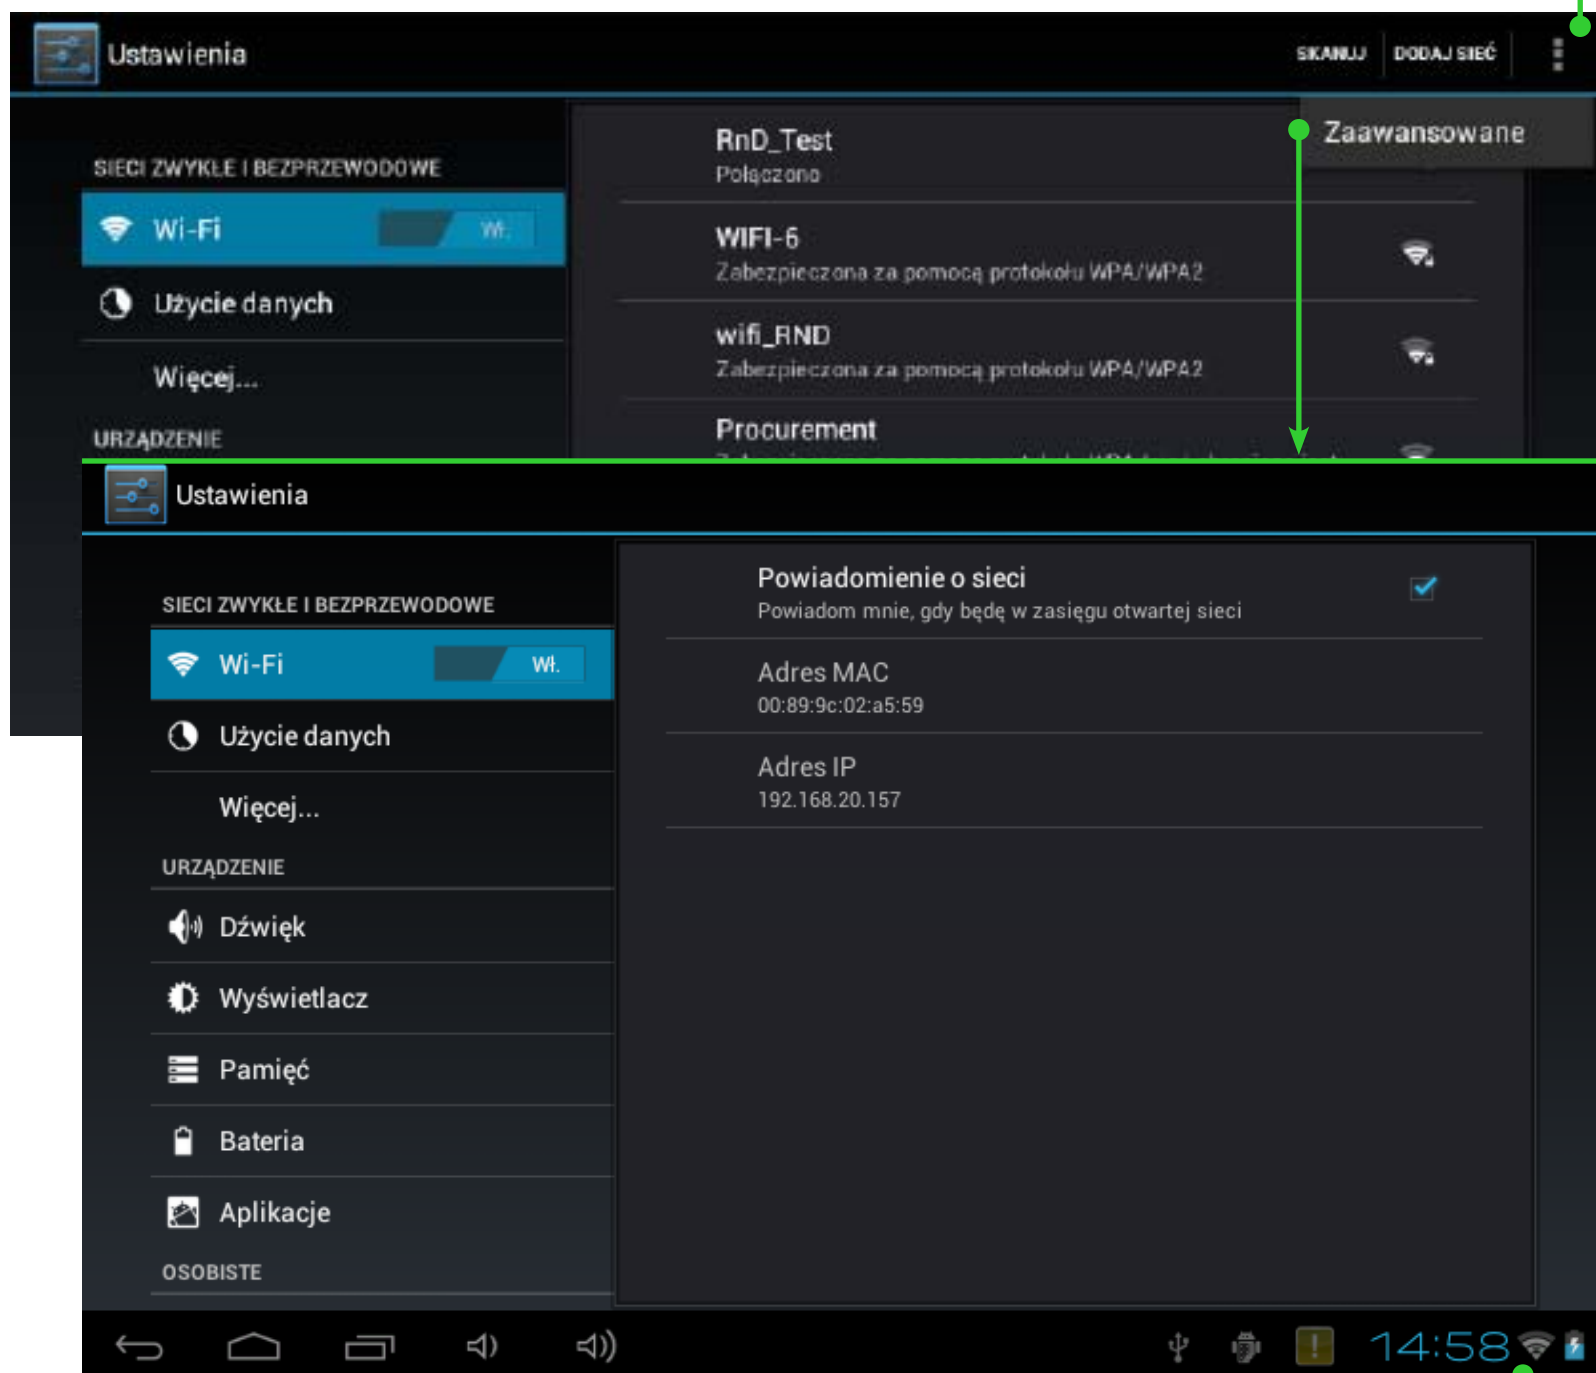 Ustawienia
SKANUJ
DODAJ SIEĆ
Zaawansowane
SIECI ZWYKŁE I BEZPRZEWODOWE
Wi-Fi
WŁ.
Użycie danych
Więcej...
URZĄDZENIE
RnD_Test
Połączono
WIFI-6
Zabezpieczona za pomocą protokołu WPA/WPA2
wifi_RND
Zabezpieczona za pomocą protokołu WPA/WPA2
Procurement
Ustawienia
SIECI ZWYKŁE I BEZPRZEWODOWE
Wi-Fi
WŁ.
Użycie danych
Więcej...
URZĄDZENIE
Dźwięk
Wyświetlacz
Pamięć
Bateria
Aplikacje
OSOBISTE
Powiadomienie o sieci
Powiadom mnie, gdy będę w zasięgu otwartej sieci
Adres MAC
00:89:9c:02:a5:59
Adres IP
192.168.20.157
14:58